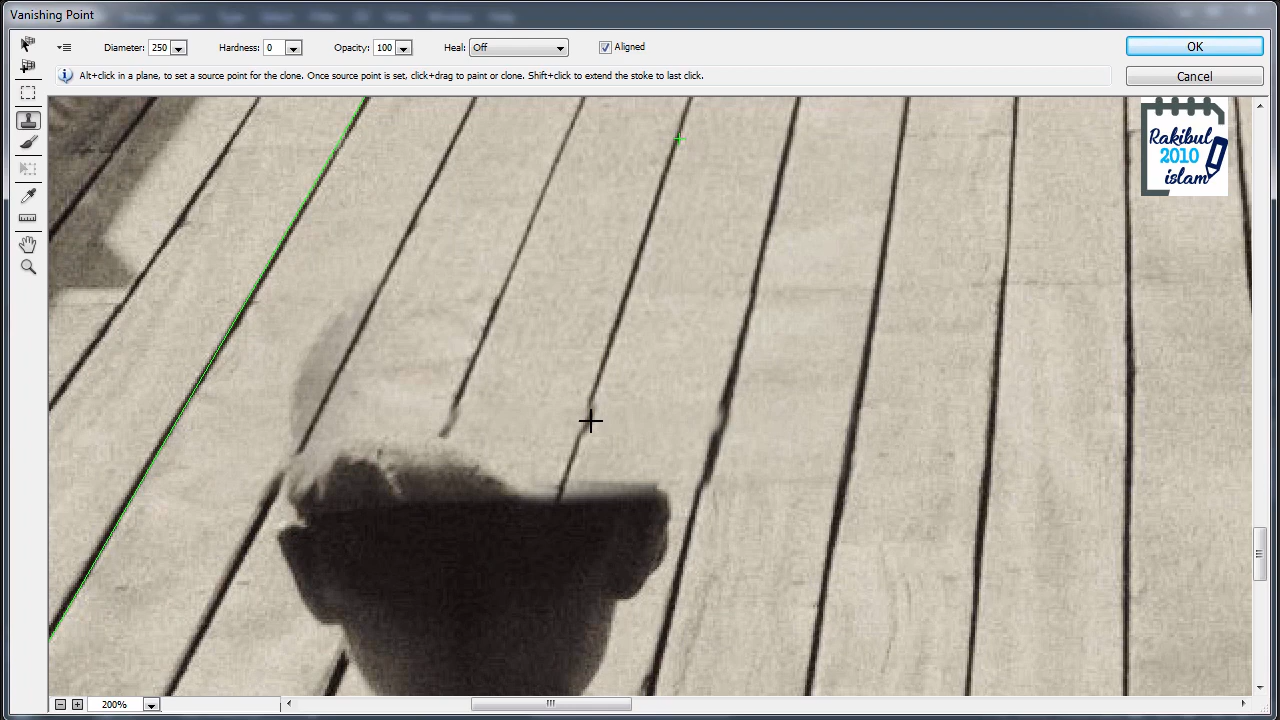 Vanishing Point
Diameter: 250 Hardness: 0 Opacity: 100 Heal: Off Aligned
OK
Alt+click in a plane, to set a source point for the clone. Once source point is set, click+drag to paint or clone. Shift+click to extend the stoke to last click.
Cancel
Rakibul
2010
islam
200%